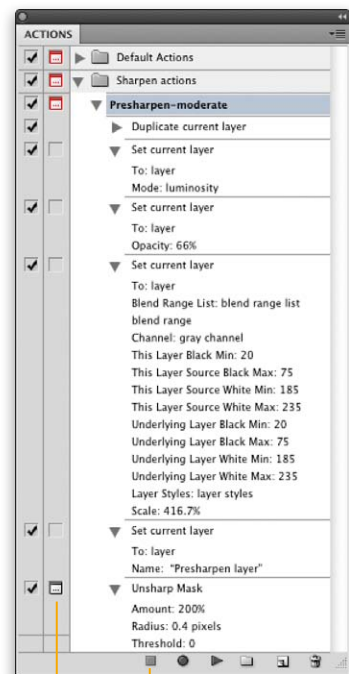 ACTIONS
Default Actions
Sharpen actions
Presharpen-moderate
Duplicate current layer
Set current layer
To: layer
Mode: luminosity
Set current layer
To: layer
Opacity: 66%
Set current layer
To: layer
Blend Range List: blend range list
blend range
Channel: gray channel
This Layer Black Min: 20
This Layer Source Black Max: 75
This Layer Source White Min: 185
This Layer Source White Max: 235
Underlying Layer Black Min: 20
Underlying Layer Black Max: 75
Underlying Layer White Min: 185
Underlying Layer White Max: 235
Layer Styles: layer styles
Scale: 416.7%
Set current layer
To: layer
Name: "Presharpen layer"
Unsharp Mask
Amount: 200%
Radius: 0.4 pixels
Threshold: 0